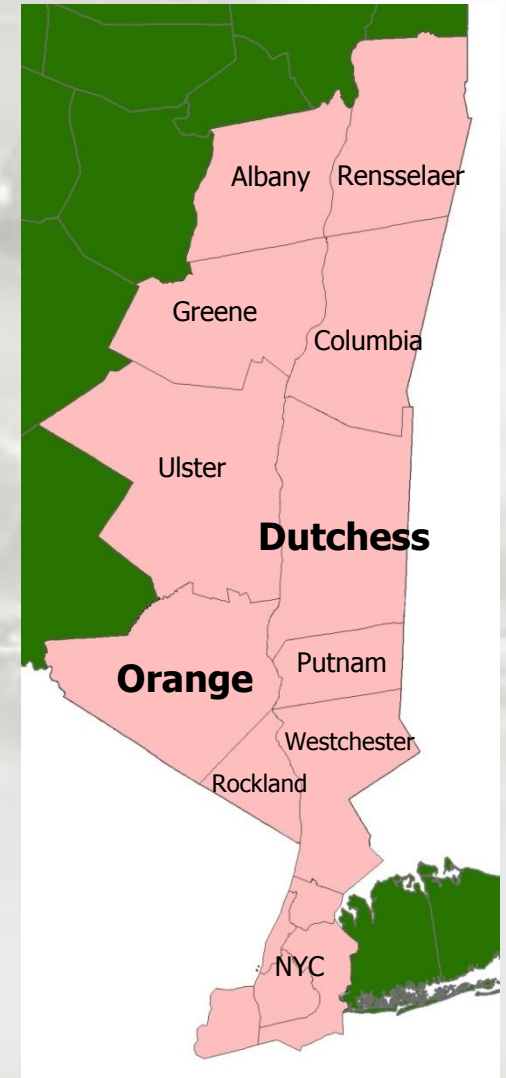 Albany
Rensselaer
Greene
Columbia
Ulster
Dutchess
Putnam
Orange
Westchester
Rockland
NYC